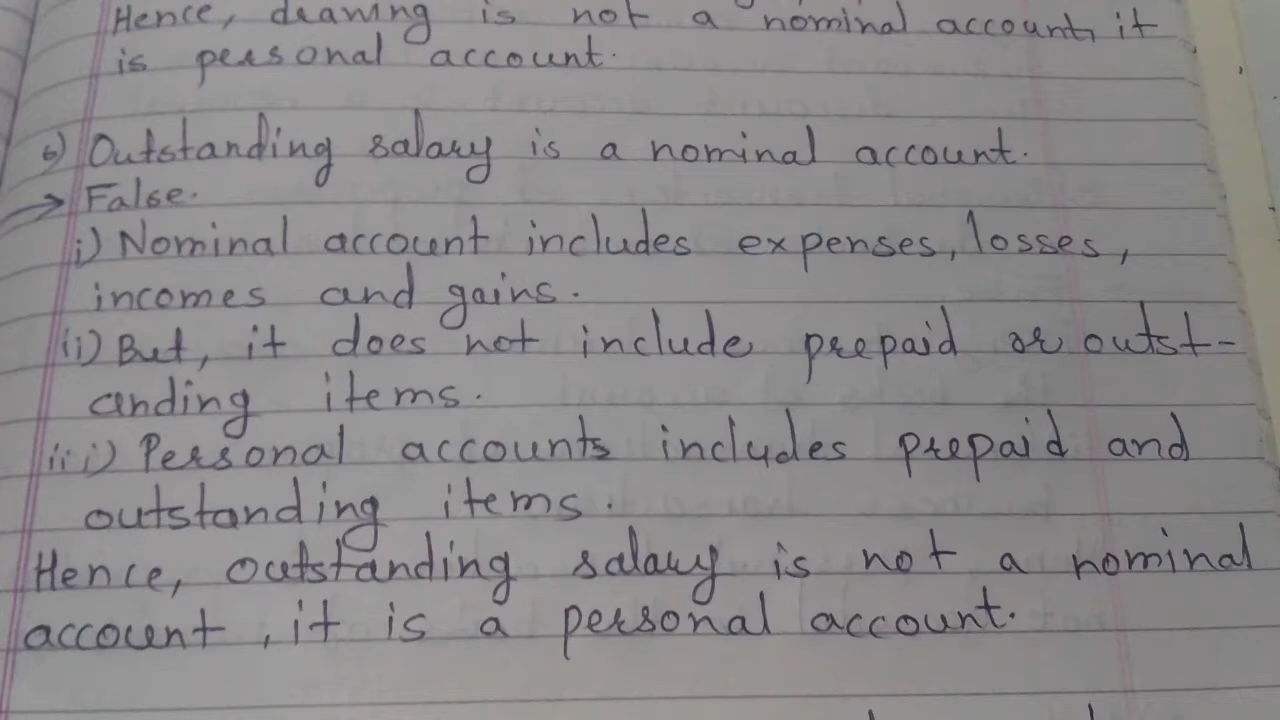 Hence, drawing is not a nominal account, it
is personal account.
6) Outstanding salary is a nominal account.
→ False.
i) Nominal account includes expenses, losses,
incomes and gains.
ii) But, it does not include prepaid or outst-
anding items.
iii) Personal accounts includes prepaid and
outstanding items.
Hence, outstanding salary is not a nominal
account, it is a personal account.